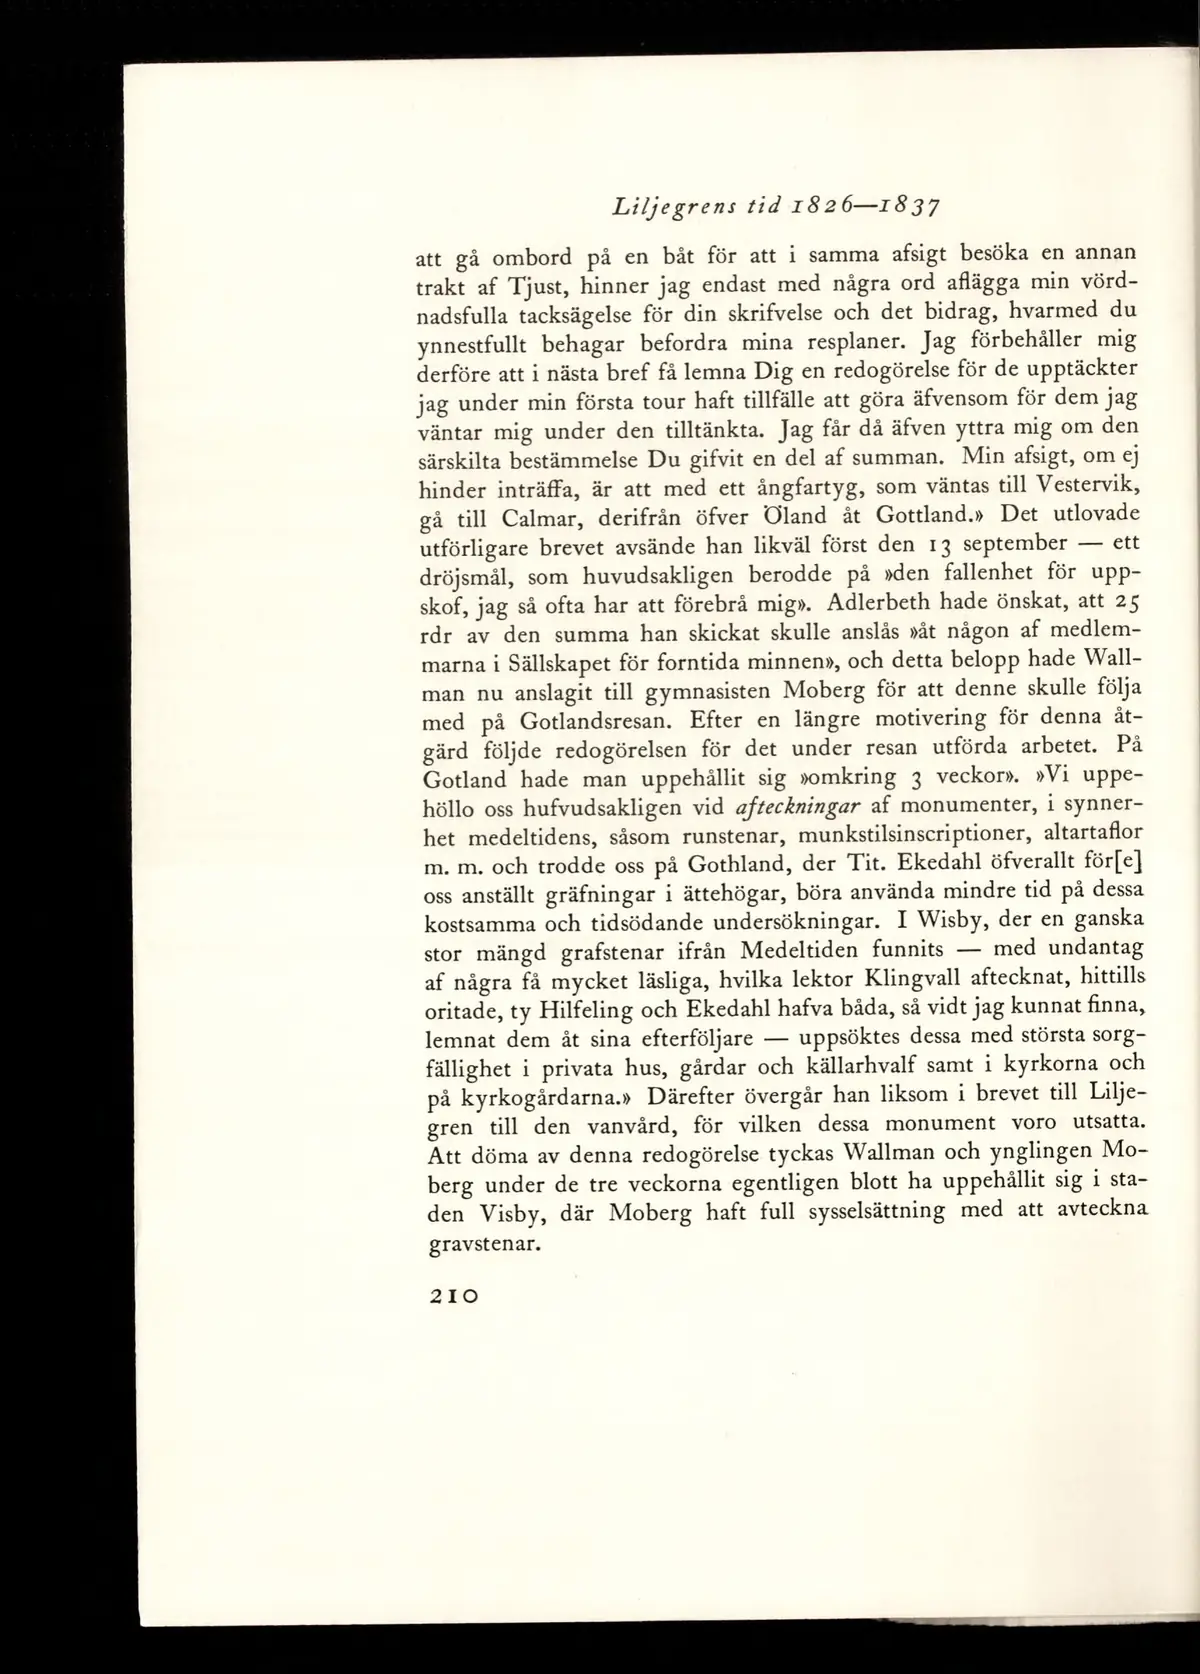 Liljegrens tid 1826—1837
att gå ombord på en båt för att i samma afsigt besöka en annan
trakt af Tjust, hinner jag endast med några ord aflägga min vörd-
nadsfulla tacksägelse för din skrifvelse och det bidrag, hvarmed du
ynnestfullt behagar befordra mina resplaner. Jag förbehåller mig
derföre att i nästa bref få lemna Dig en redogörelse för de upptäckter
jag under min första tour haft tillfälle att göra äfvensom för dem jag
väntar mig under den tilltänkta. Jag får då äfven yttra mig om den
särskilta bestämmelse Du gifvit en del af summan. Min afsigt, om ej
hinder inträffa, är att med ett ångfartyg, som väntas till Vestervik,
gå till Calmar, derifrån öfver Öland åt Gottland.» Det utlovade
utförligare brevet avsände han likväl först den 13 september — ett
dröjsmål, som huvudsakligen berodde på »den fallenhet för upp-
skof, jag så ofta har att förebrå mig». Adlerbeth hade önskat, att 25
rdr av den summa han skickat skulle anslås »åt någon af medlem-
marna i Sällskapet för forntida minnen», och detta belopp hade Wall-
man nu anslagit till gymnasisten Moberg för att denne skulle följa
med på Gotlandsresan. Efter en längre motivering för denna åt-
gärd följde redogörelsen för det under resan utförda arbetet. På
Gotland hade man uppehållit sig »omkring 3 veckor». »Vi uppe-
höllo oss hufvudsakligen vid afteckningar af monumenter, i synner-
het medeltidens, såsom runstenar, munkstilsinscriptioner, altartaflor
m. m. och trodde oss på Gothland, der Tit. Ekedahl öfverallt för[e]
oss anställt gräfningar i ättehögar, böra använda mindre tid på dessa
kostsamma och tidsödande undersökningar. I Wisby, der en ganska
stor mängd grafstenar ifrån Medeltiden funnits — med undantag
af några få mycket läsliga, hvilka lektor Klingvall aftecknat, hittills
oritade, ty Hilfeling och Ekedahl hafva båda, så vidt jag kunnat finna,
lemnat dem åt sina efterföljare — uppsöktes dessa med största sorg-
fällighet i privata hus, gårdar och källarhvalf samt i kyrkorna och
på kyrkogårdarna.» Därefter övergår han liksom i brevet till Lilje-
gren till den vanvård, för vilken dessa monument voro utsatta.
Att döma av denna redogörelse tyckas Wallman och ynglingen Mo-
berg under de tre veckorna egentligen blott ha uppehållit sig i sta-
den Visby, där Moberg haft full sysselsättning med att avteckna
gravstenar.
210